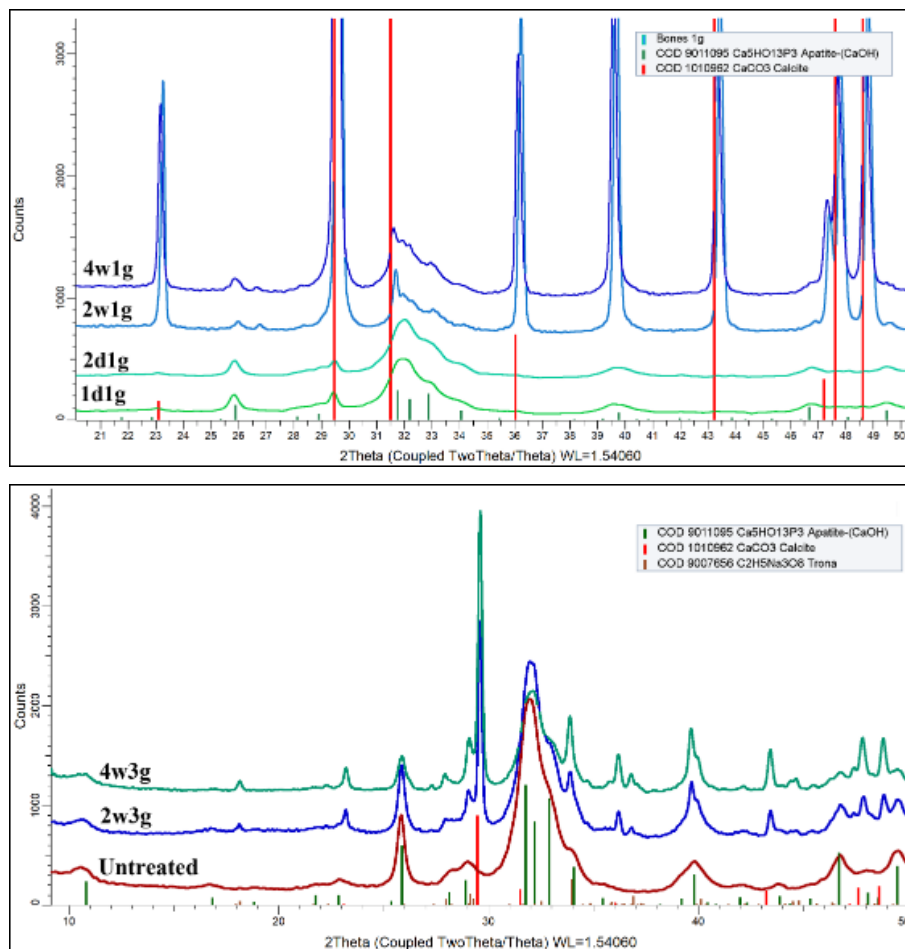 3000
2000
1000
0
Counts
Bones 1g
COD 9011095 Ca5HO13P3 Apatite-(CaOH)
COD 1010962 CaCO3 Calcite
4w1g
2w1g
2d1g
1d1g
21 22 23 24 25 26 27 28 29 30 31 32 33 34 35 36 37 38 39 40 41 42 43 44 45 46 47 48 49 50
2Theta (Coupled TwoTheta/Theta) WL=1.54060
4000
3000
2000
1000
0
Counts
COD 9011095 Ca5HO13P3 Apatite-(CaOH)
COD 1010962 CaCO3 Calcite
COD 9007656 C2H5Na3O8 Trona
4w3g
2w3g
Untreated
10 20 30 40 50
2Theta (Coupled TwoTheta/Theta) WL=1.54060